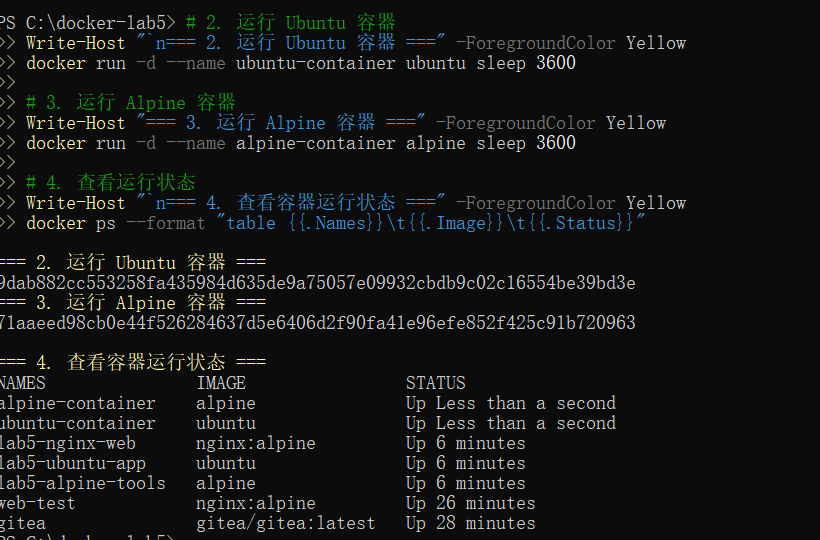 PS C:\docker-lab5> # 2. 运行 Ubuntu 容器
>> Write-Host "`n=== 2. 运行 Ubuntu 容器 ===" -ForegroundColor Yellow
>> docker run -d --name ubuntu-container ubuntu sleep 3600
>>
>> # 3. 运行 Alpine 容器
>> Write-Host "=== 3. 运行 Alpine 容器 ===" -ForegroundColor Yellow
>> docker run -d --name alpine-container alpine sleep 3600
>>
>> # 4. 查看运行状态
>> Write-Host "`n=== 4. 查看容器运行状态 ===" -ForegroundColor Yellow
>> docker ps --format "table {{.Names}}\t{{.Image}}\t{{.Status}}"
=== 2. 运行 Ubuntu 容器 ===
9dab882cc553258fa435984d635de9a75057e09932cbdb9c02c16554be39bd3e
=== 3. 运行 Alpine 容器 ===
71aaeed98cb0e44f526284637d5e6406d2f90fa41e96efe852f425c91b720963
=== 4. 查看容器运行状态 ===
NAMES IMAGE STATUS
alpine-container alpine Up Less than a second
ubuntu-container ubuntu Up Less than a second
lab5-nginx-web nginx:alpine Up 6 minutes
lab5-ubuntu-app ubuntu Up 6 minutes
lab5-alpine-tools alpine Up 6 minutes
web-test nginx:alpine Up 26 minutes
gitea gitea/gitea:latest Up 28 minutes
PS C:\docker-lab5>